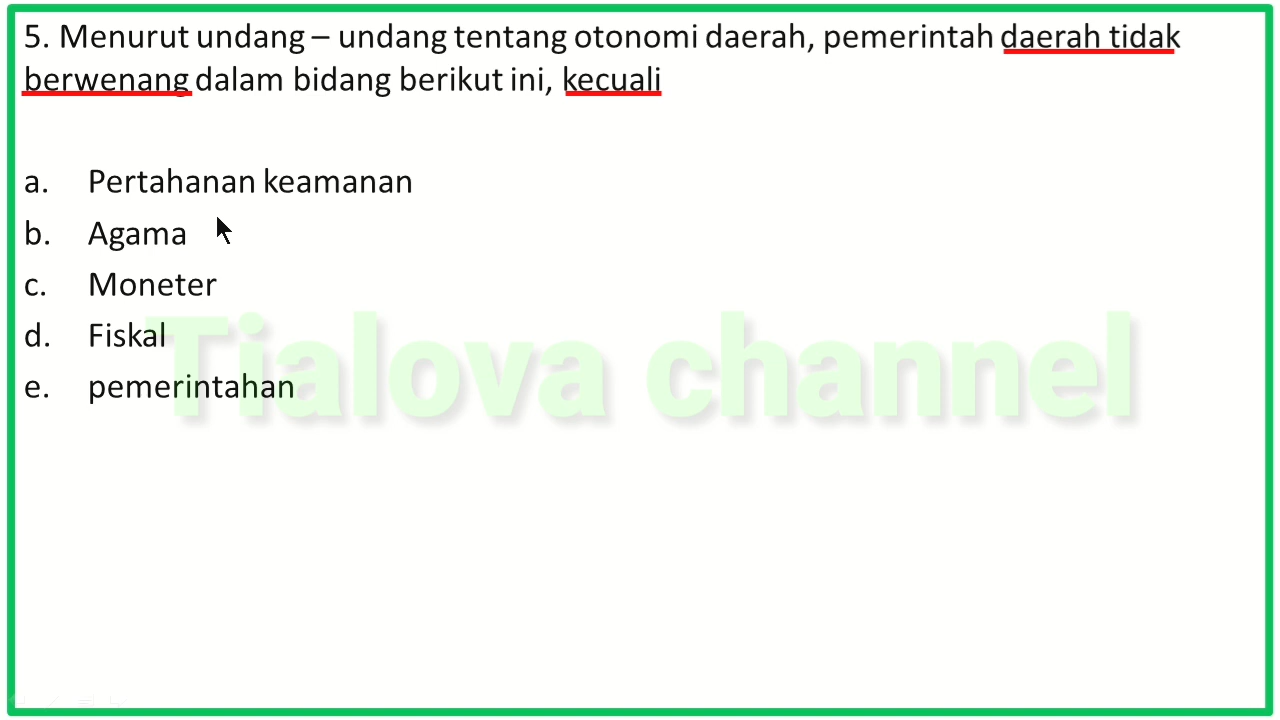 5. Menurut undang – undang tentang otonomi daerah, pemerintah daerah tidak
berwenang dalam bidang berikut ini, kecuali
a. Pertahanan keamanan
b. Agama
c. Moneter
d. Fiskal
e. pemerintahan
Tialova channel